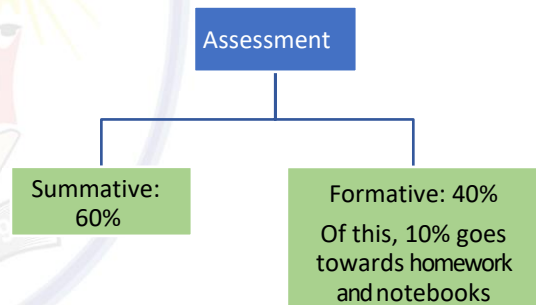 Assessment
Summative:
60%
Formative: 40%
Of this, 10% goes
towards homework
and notebooks